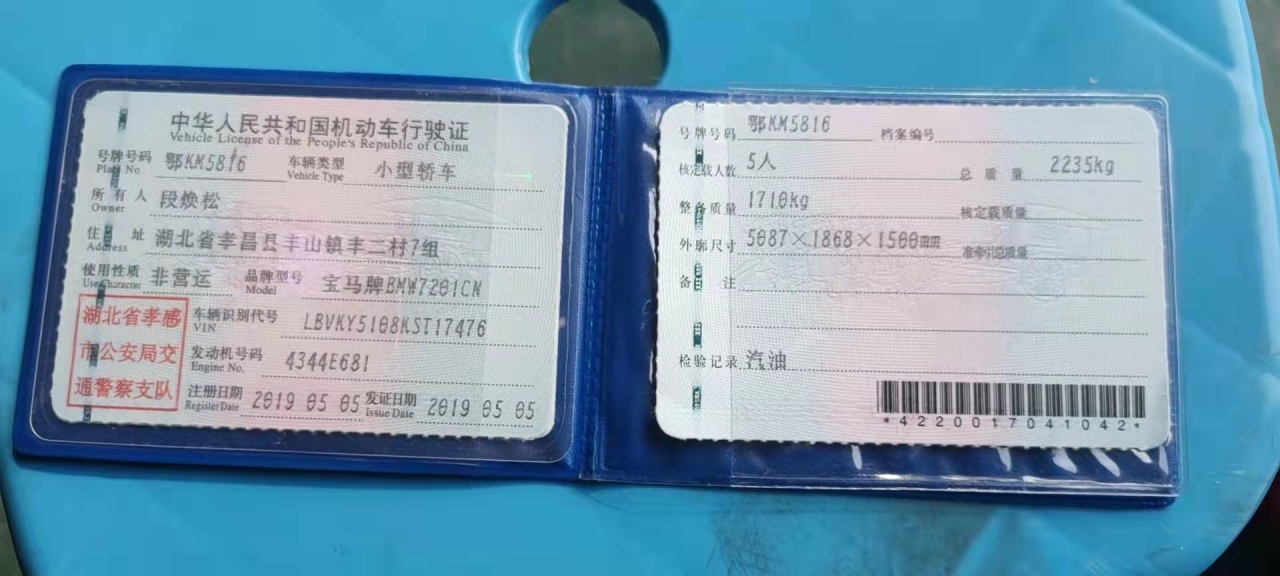 中华人民共和国机动车行驶证
Vehicle License of the People's Republic of China
号牌号码 鄂KM5816 车辆类型 小型轿车
Plate No. Vehicle Type
所有人 段焕松
Owner
住址 湖北省孝昌县丰山镇丰二村7组
Address
使用性质 非营运 品牌型号 宝马牌BMW7201CN
Use Character Model
湖北省孝感
市公安局交
通警察支队
车辆识别代号 LBVKY5108KST17476
VIN
发动机号码 4344E681
Engine No.
注册日期 2019 05 05 发证日期 2019 05 05
Register Date Issue Date
号牌号码 鄂KM5816 档案编号
核定载人数 5人 总质量 2235kg
整备质量 1710kg 核定载质量
外廓尺寸 5087×1868×1500mm 准牵引总质量
备注
检验记录 汽油
*4220017041042*